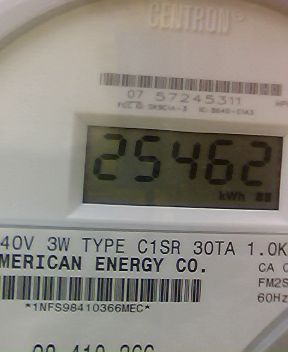 CENTRON
07 57245311
25462
kWh
40V 3W TYPE C1SR 30TA 1.0K
MERICAN ENERGY CO.
CA 0
FM2S
60Hz
*1NFS98410366MEC*